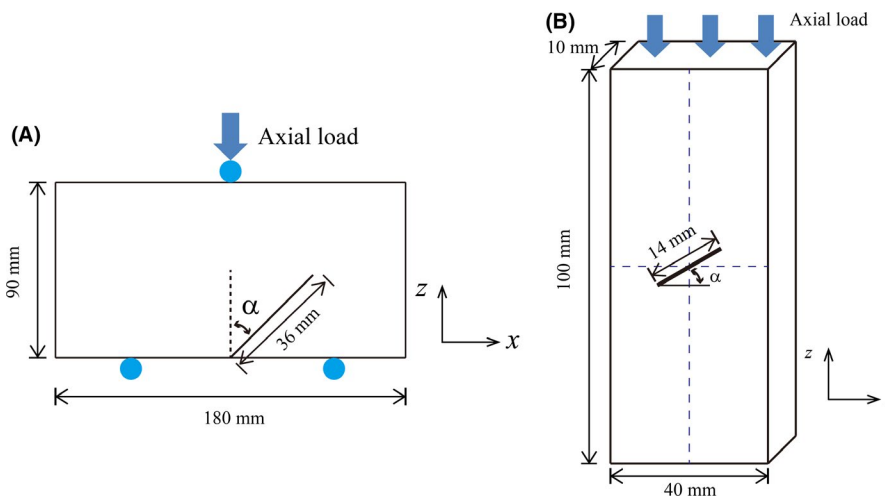 (A)
Axial load
90 mm
α
36 mm
z
x
180 mm
(B)
Axial load
10 mm
100 mm
14 mm
α
z
40 mm